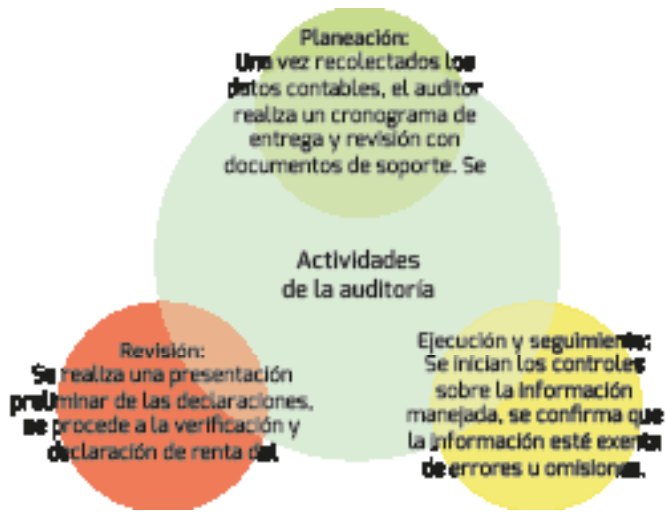 Planeación:
Una vez recolectados los
datos contables, el auditor
realiza un cronograma de
entrega y revisión con
documentos de soporte. Se
Actividades
de la auditoría
Revisión:
Se realiza una presentación
preliminar de las declaraciones,
se procede a la verificación y
declaración de renta del
Ejecución y seguimiento:
Se inician los controles
sobre la información
manejada, se confirma que
la información esté exenta
de errores u omisiones.